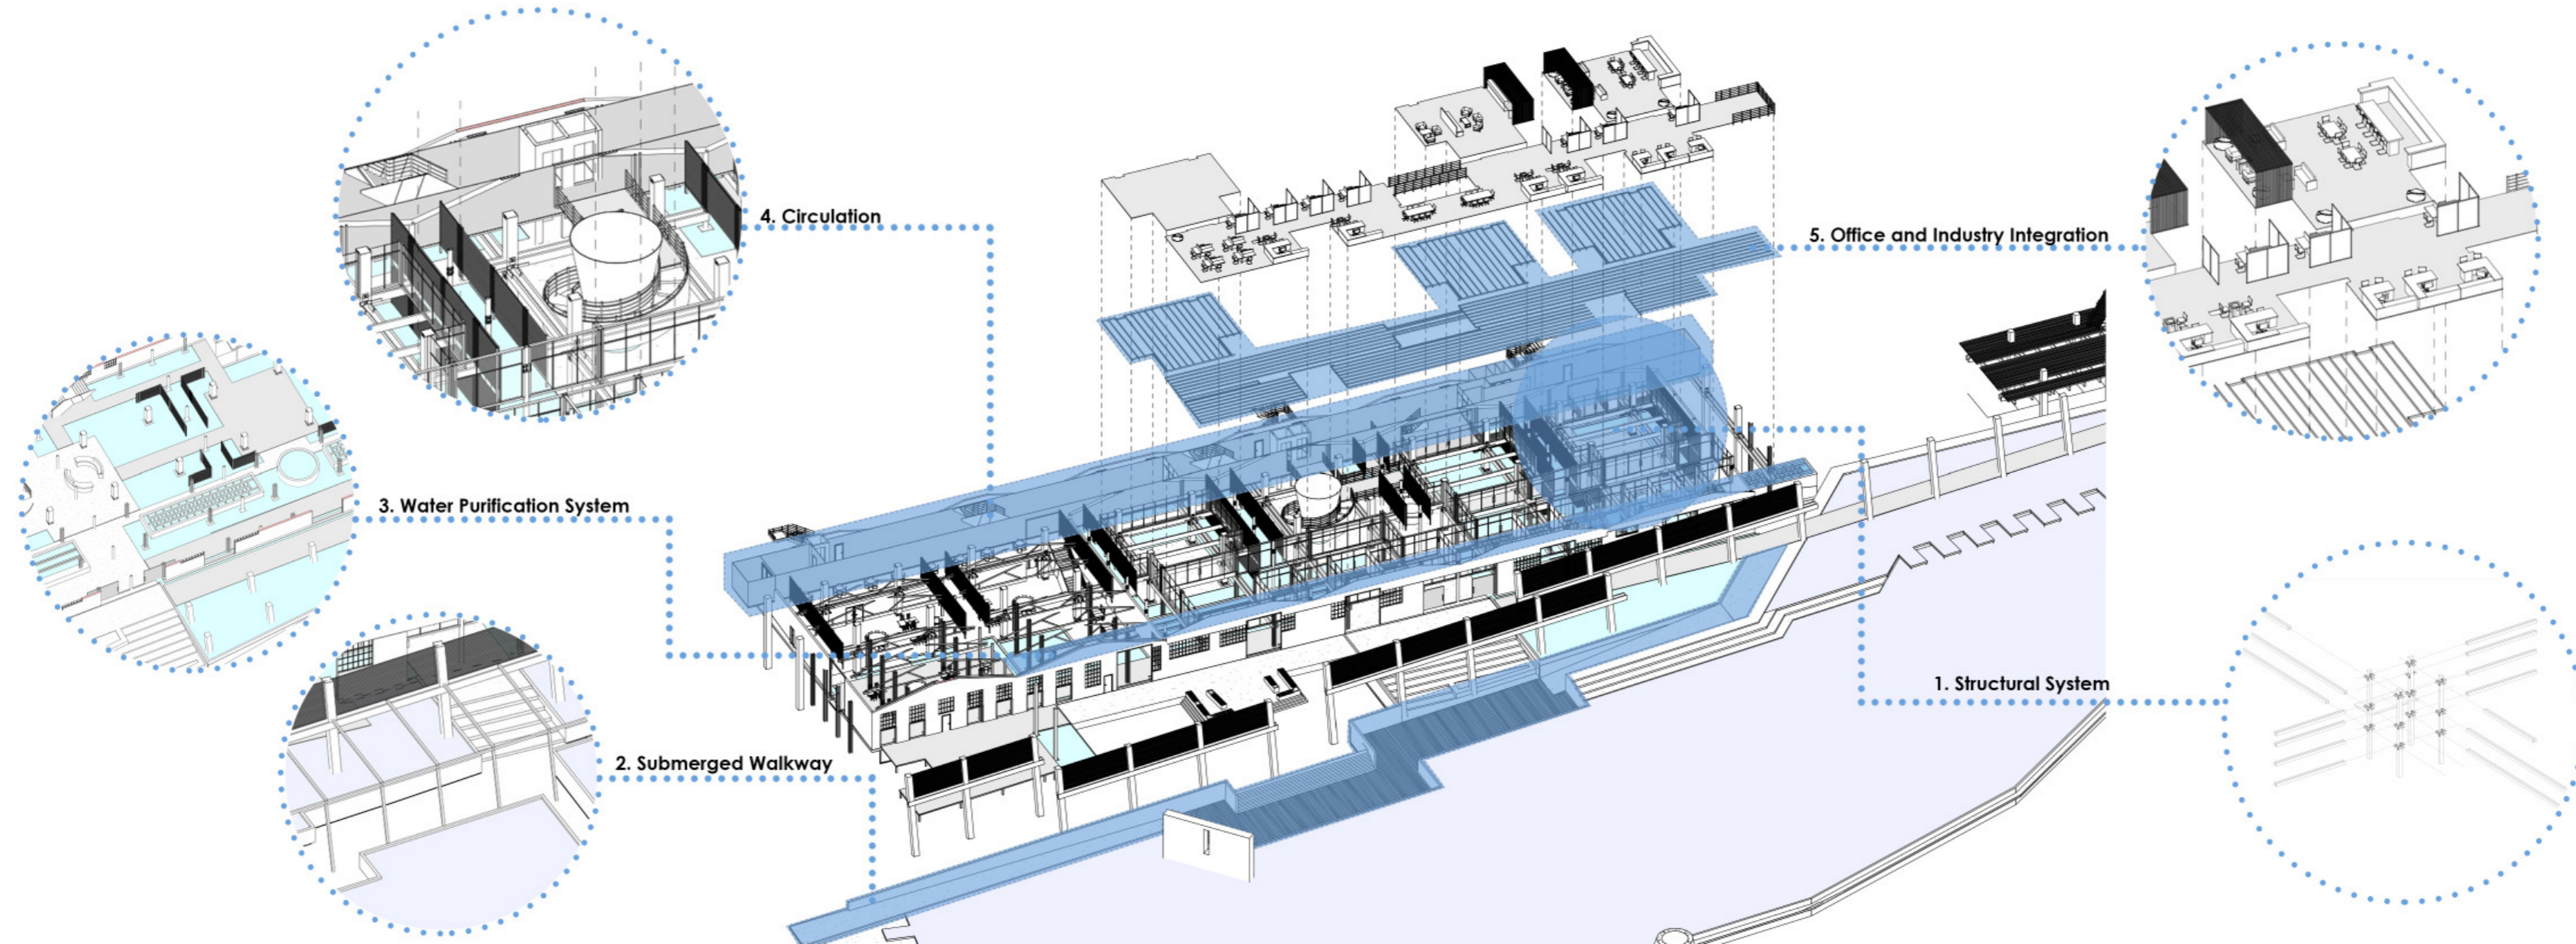 4. Circulation
5. Office and Industry Integration
3. Water Purification System
1. Structural System
2. Submerged Walkway